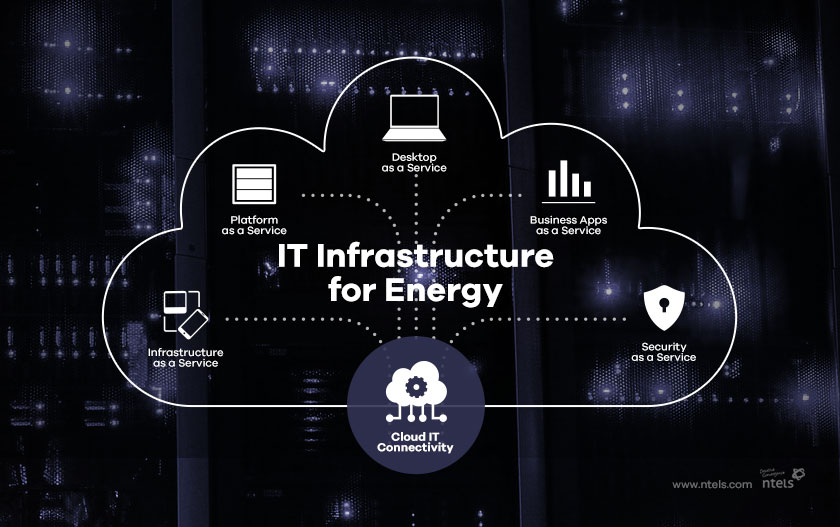 Desktop
as a Service
Platform
as a Service
Business Apps
as a Service
IT Infrastructure
for Energy
Infrastructure
as a Service
Security
as a Service
Cloud IT
Connectivity
www.ntels.com
ntels